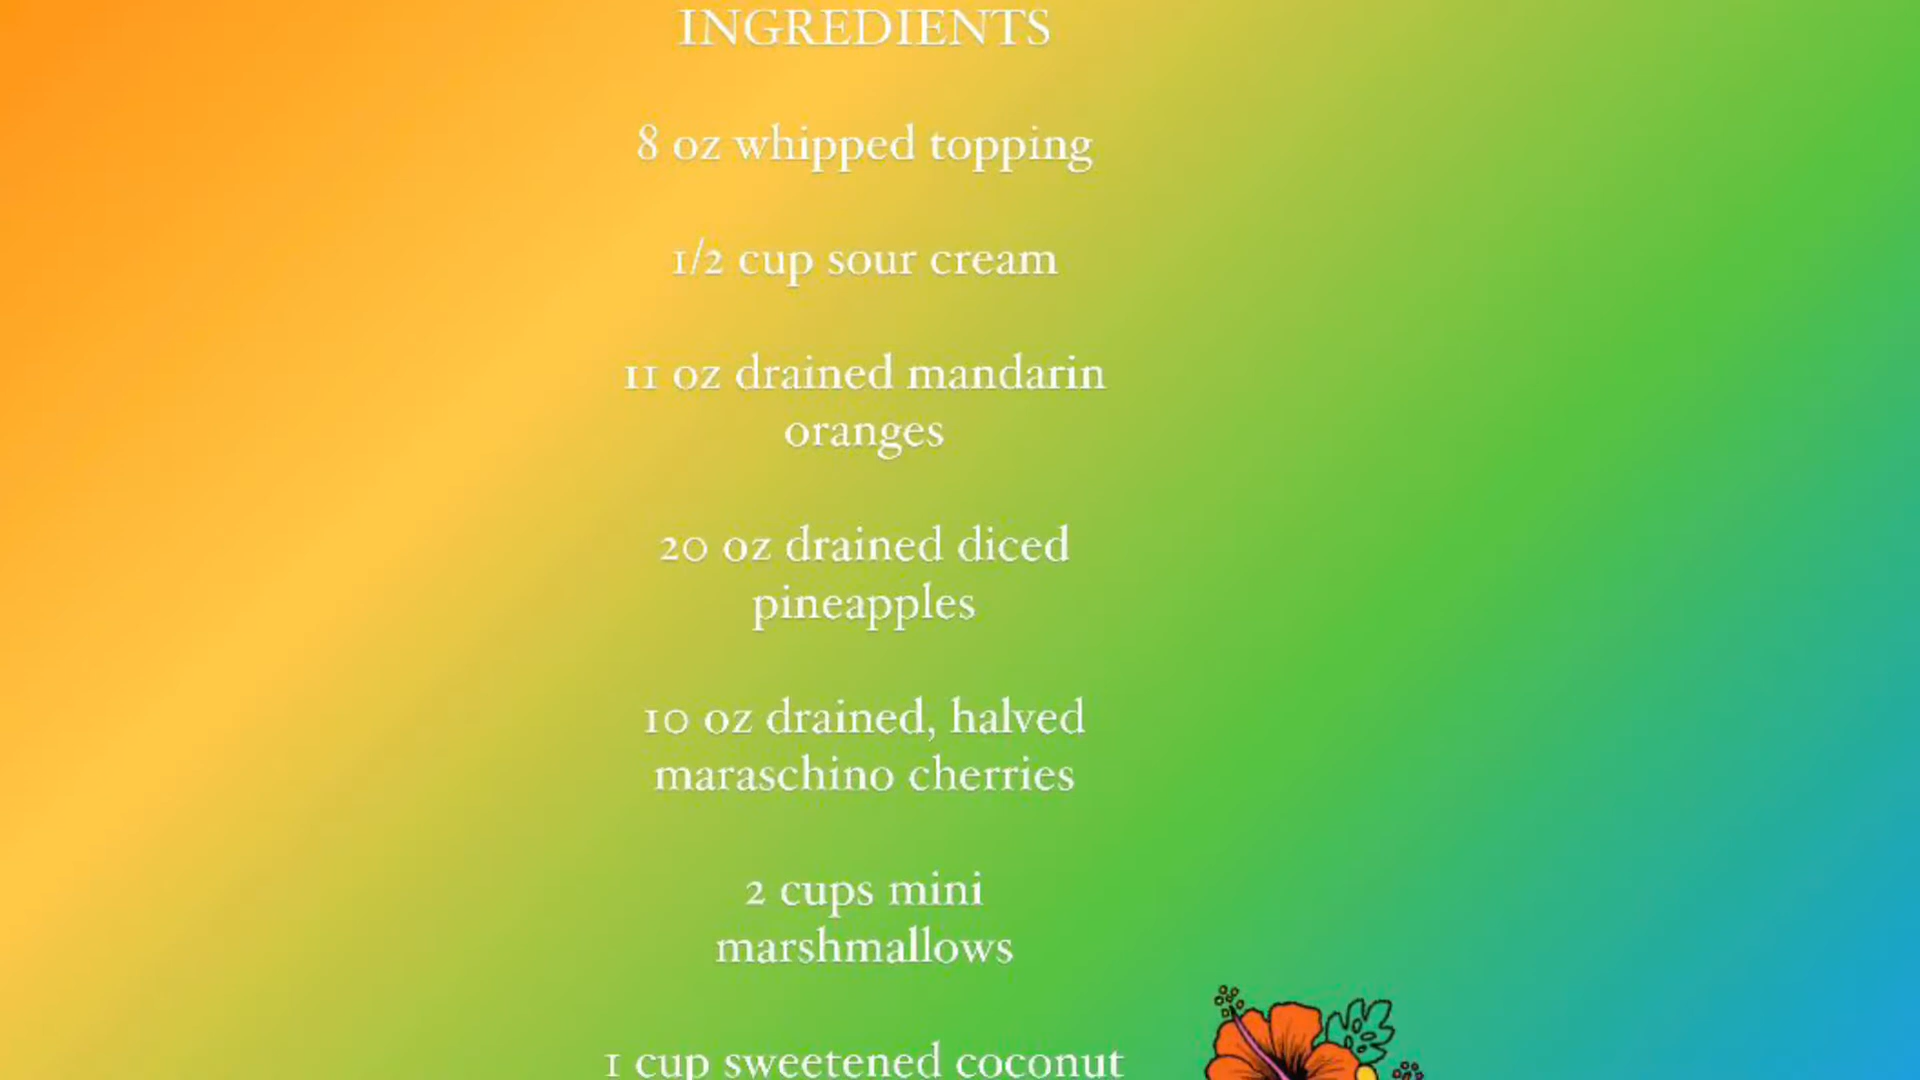 INGREDIENTS
8 oz whipped topping
1/2 cup sour cream
11 oz drained mandarin
oranges
20 oz drained diced
pineapples
10 oz drained, halved
maraschino cherries
2 cups mini
marshmallows
1 cup sweetened coconut